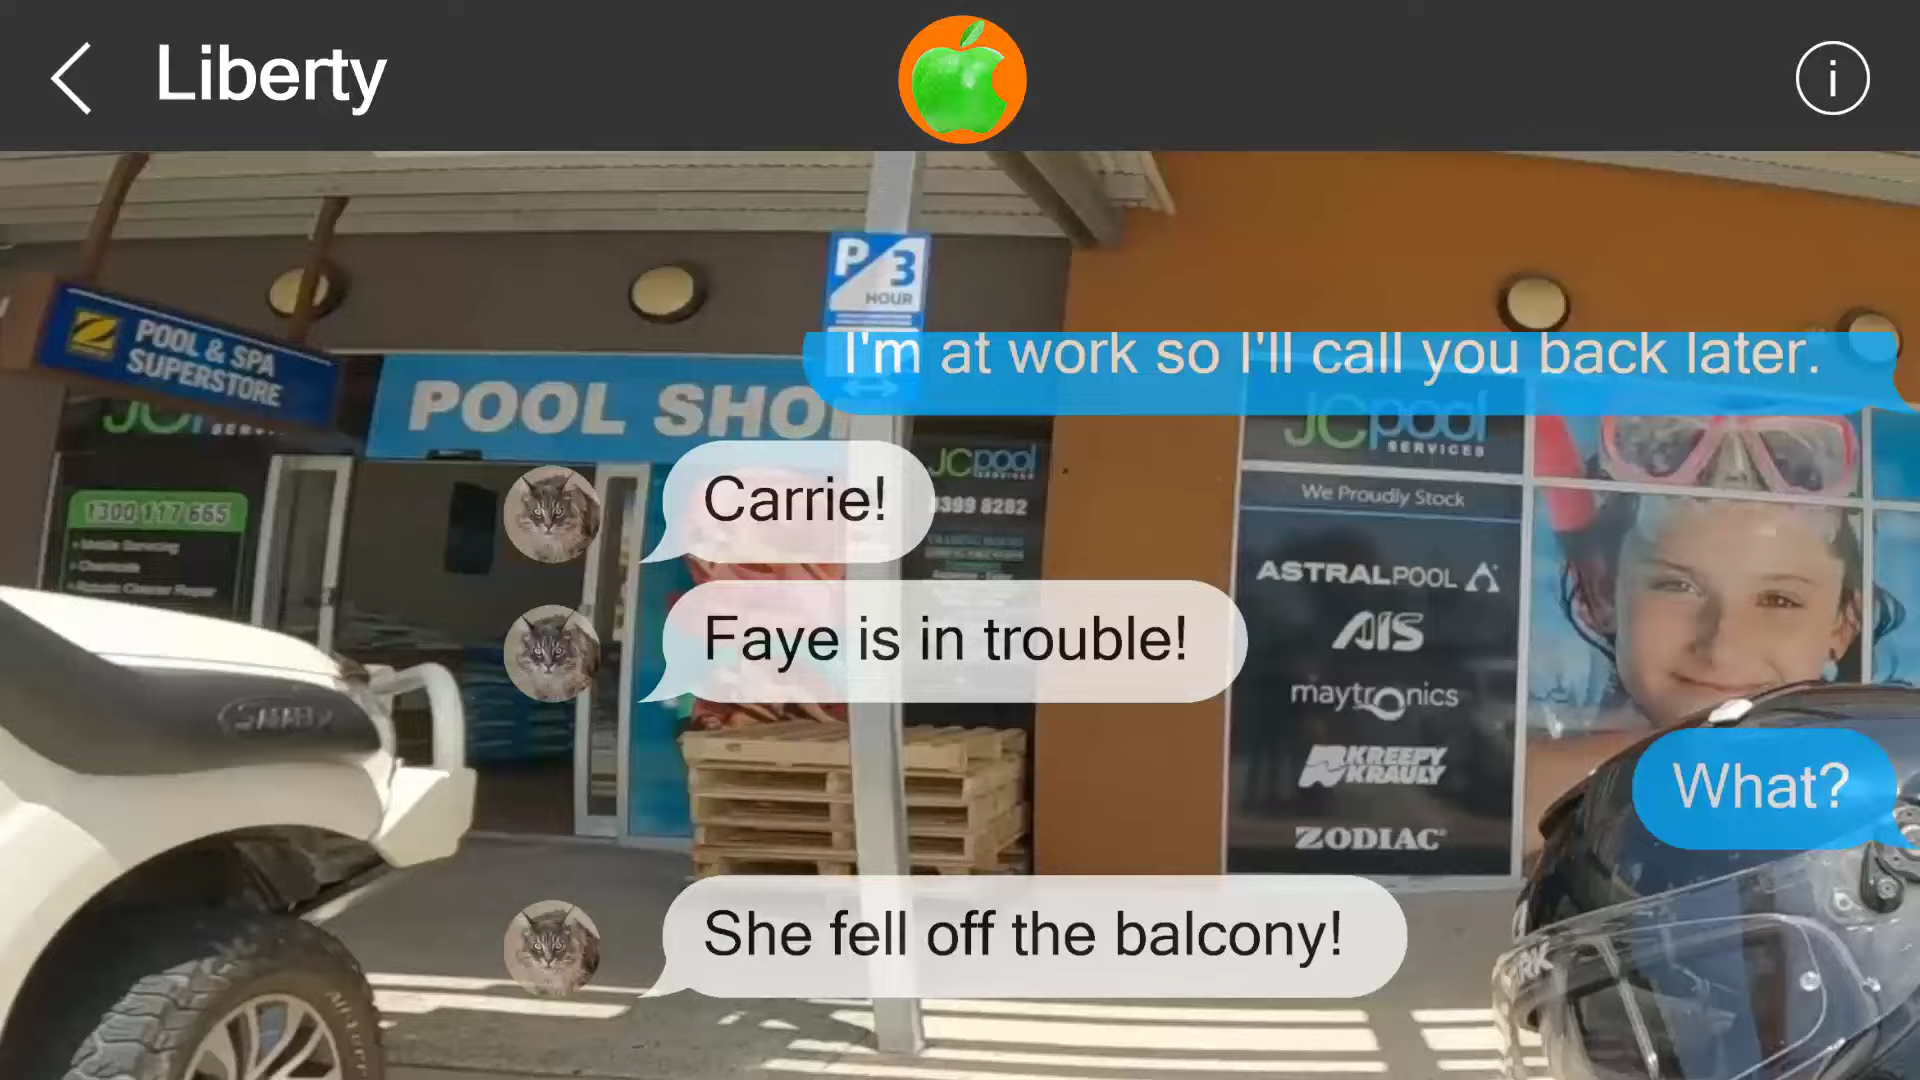 Liberty
i
P 3
HOUR
POOL & SPA
SUPERSTORE
I'm at work so I'll call you back later.
POOL SHO
JCpool
SERVICES
Carrie!
JCpool
SERVICES
1300 117 665
We Proudly Stock
ASTRALPOOL
AIS
Faye is in trouble!
maytronics
KREEPY
KRAULY
What?
ZODIAC
She fell off the balcony!